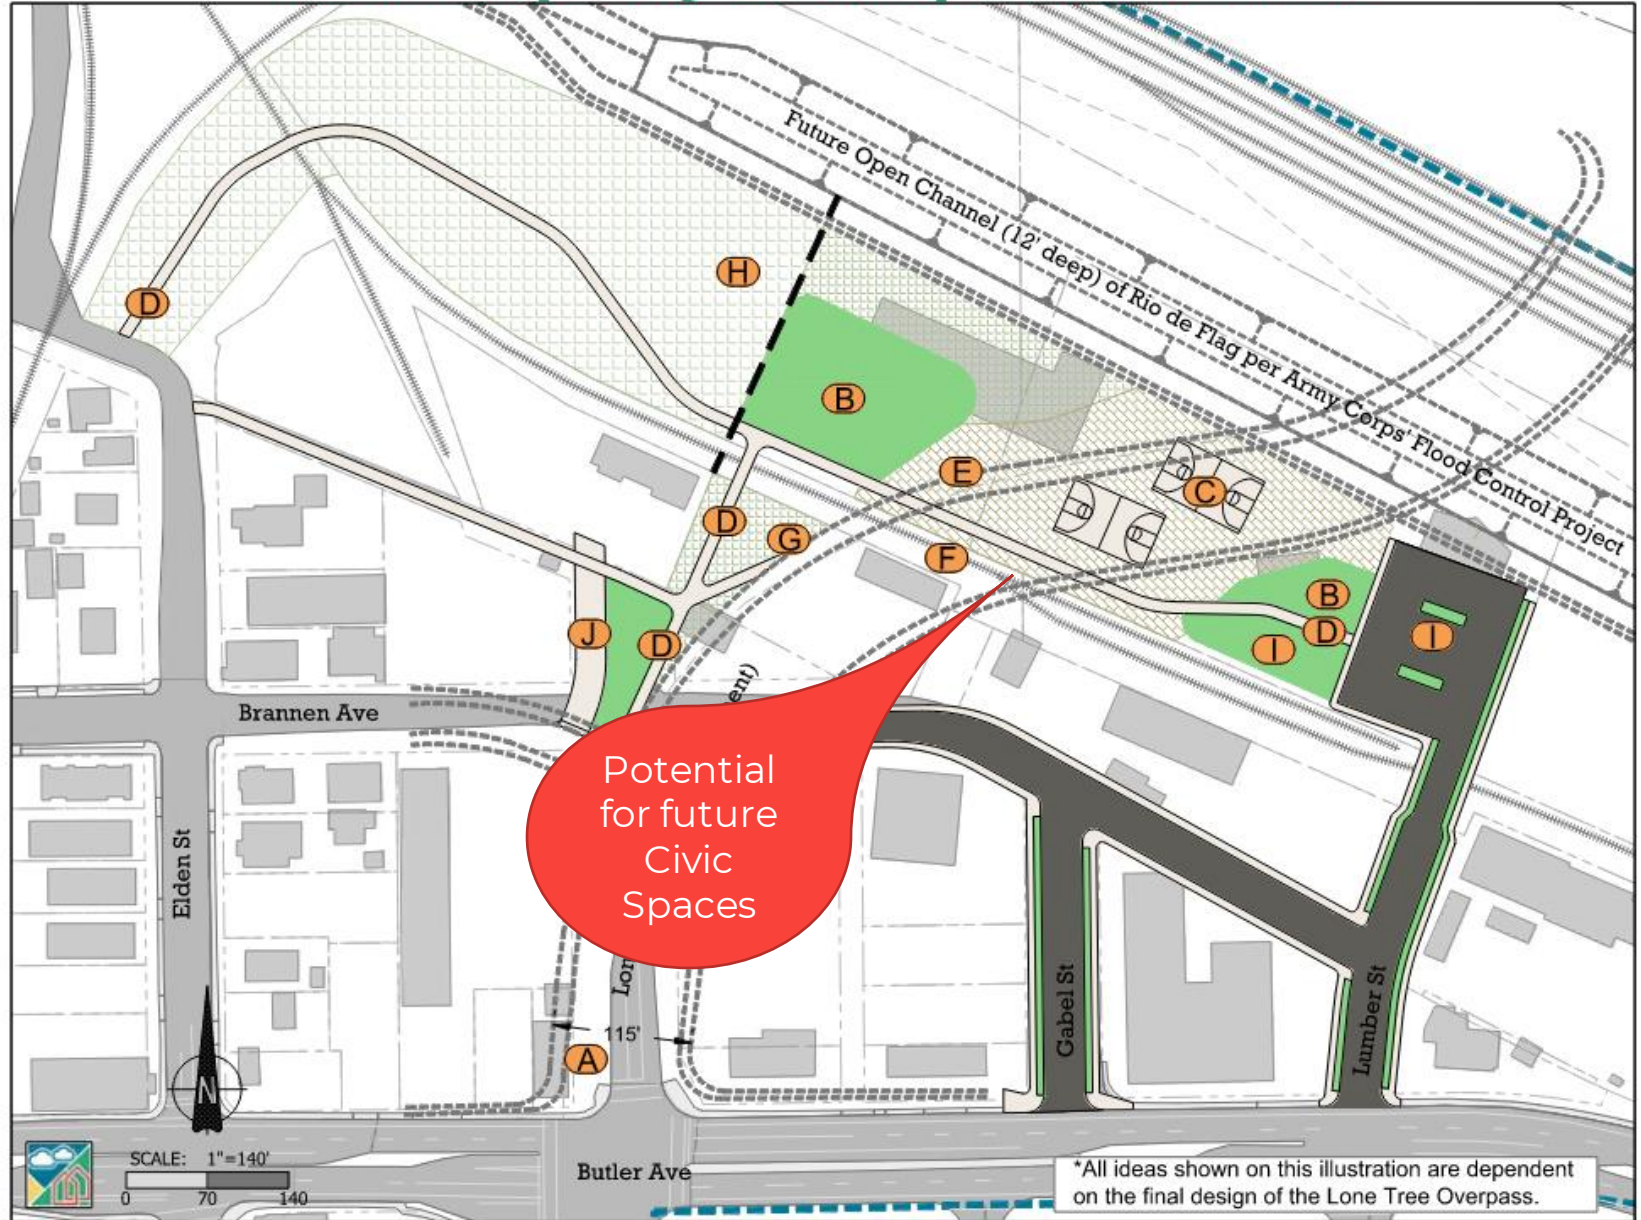 Future Open Channel (12' deep) of Rio de Flag per Army Corps' Flood Control Project
H
D
B
E
C
D
G
F
B
D
I
I
J
D
ent)
Brannen Ave
Potential
for future
Civic
Spaces
Elden St
Lon
115'
A
Gabel St
Lumber St
N
SCALE: 1"=140'
0 70 140
Butler Ave
*All ideas shown on this illustration are dependent
on the final design of the Lone Tree Overpass.